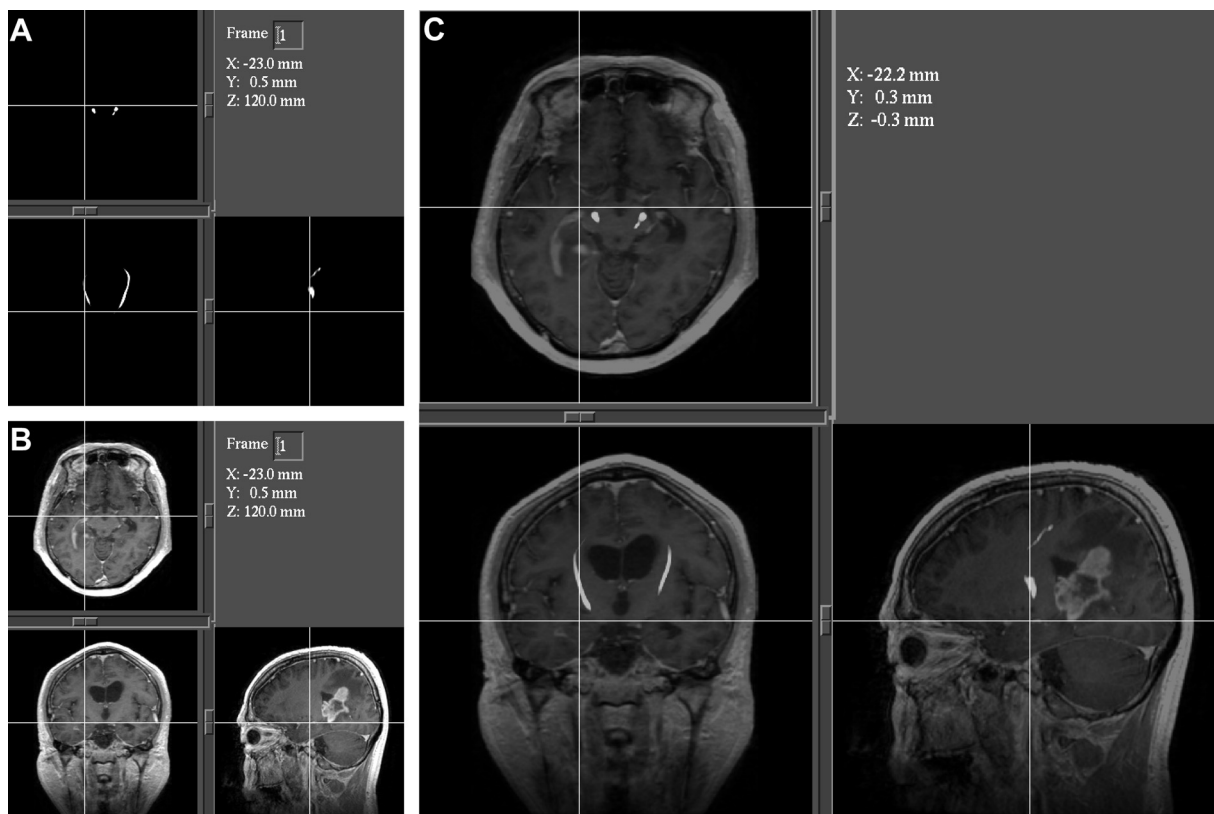 A
Frame 1
X: -23.0 mm
Y: 0.5 mm
Z: 120.0 mm
B
Frame 1
X: -23.0 mm
Y: 0.5 mm
Z: 120.0 mm
C
X: -22.2 mm
Y: 0.3 mm
Z: -0.3 mm